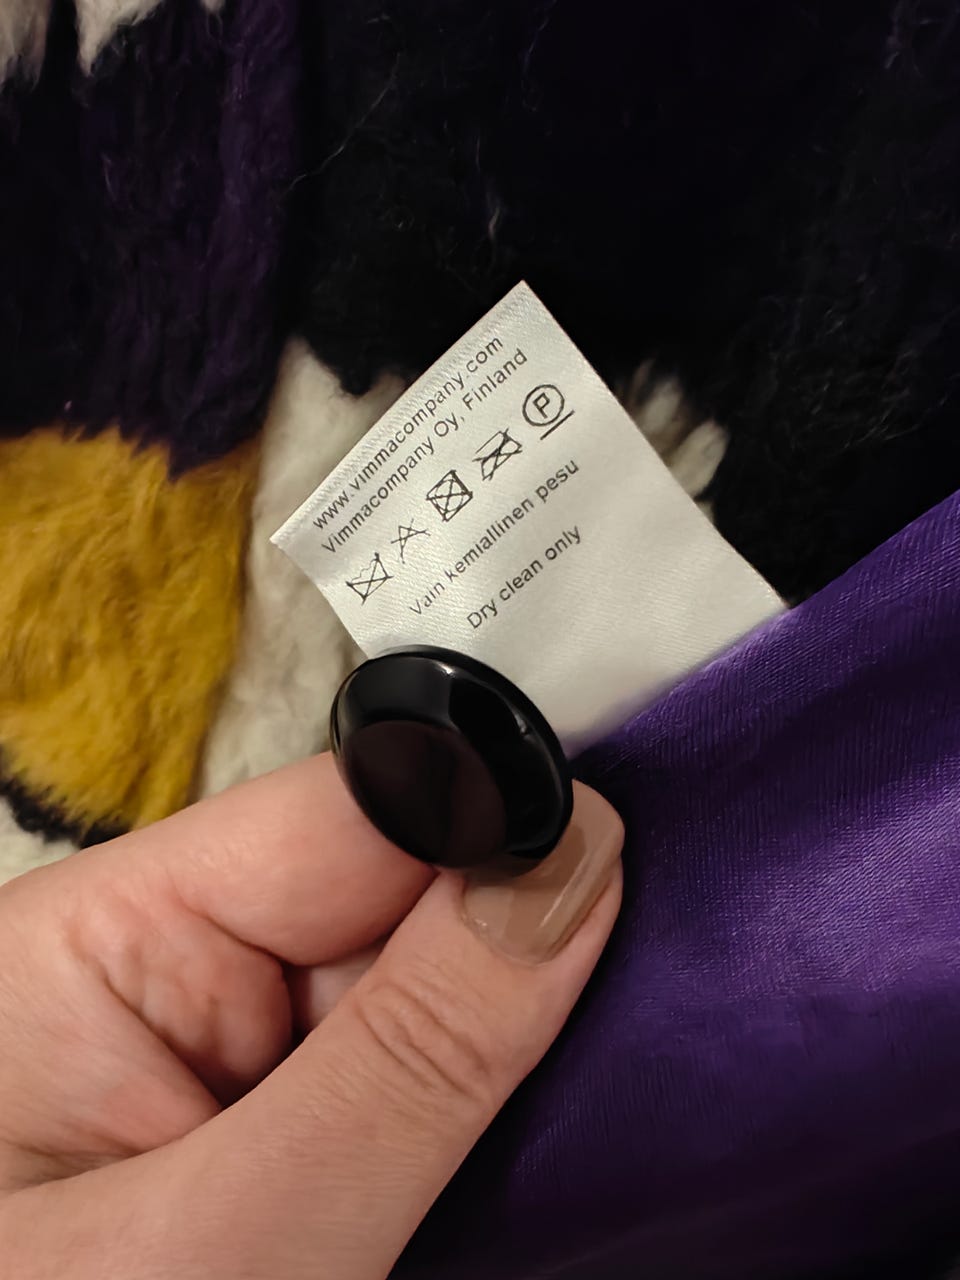 www.vimmacompany.com
Vimmacompany Oy, Finland
P
Vain kemiallinen pesu
Dry clean only